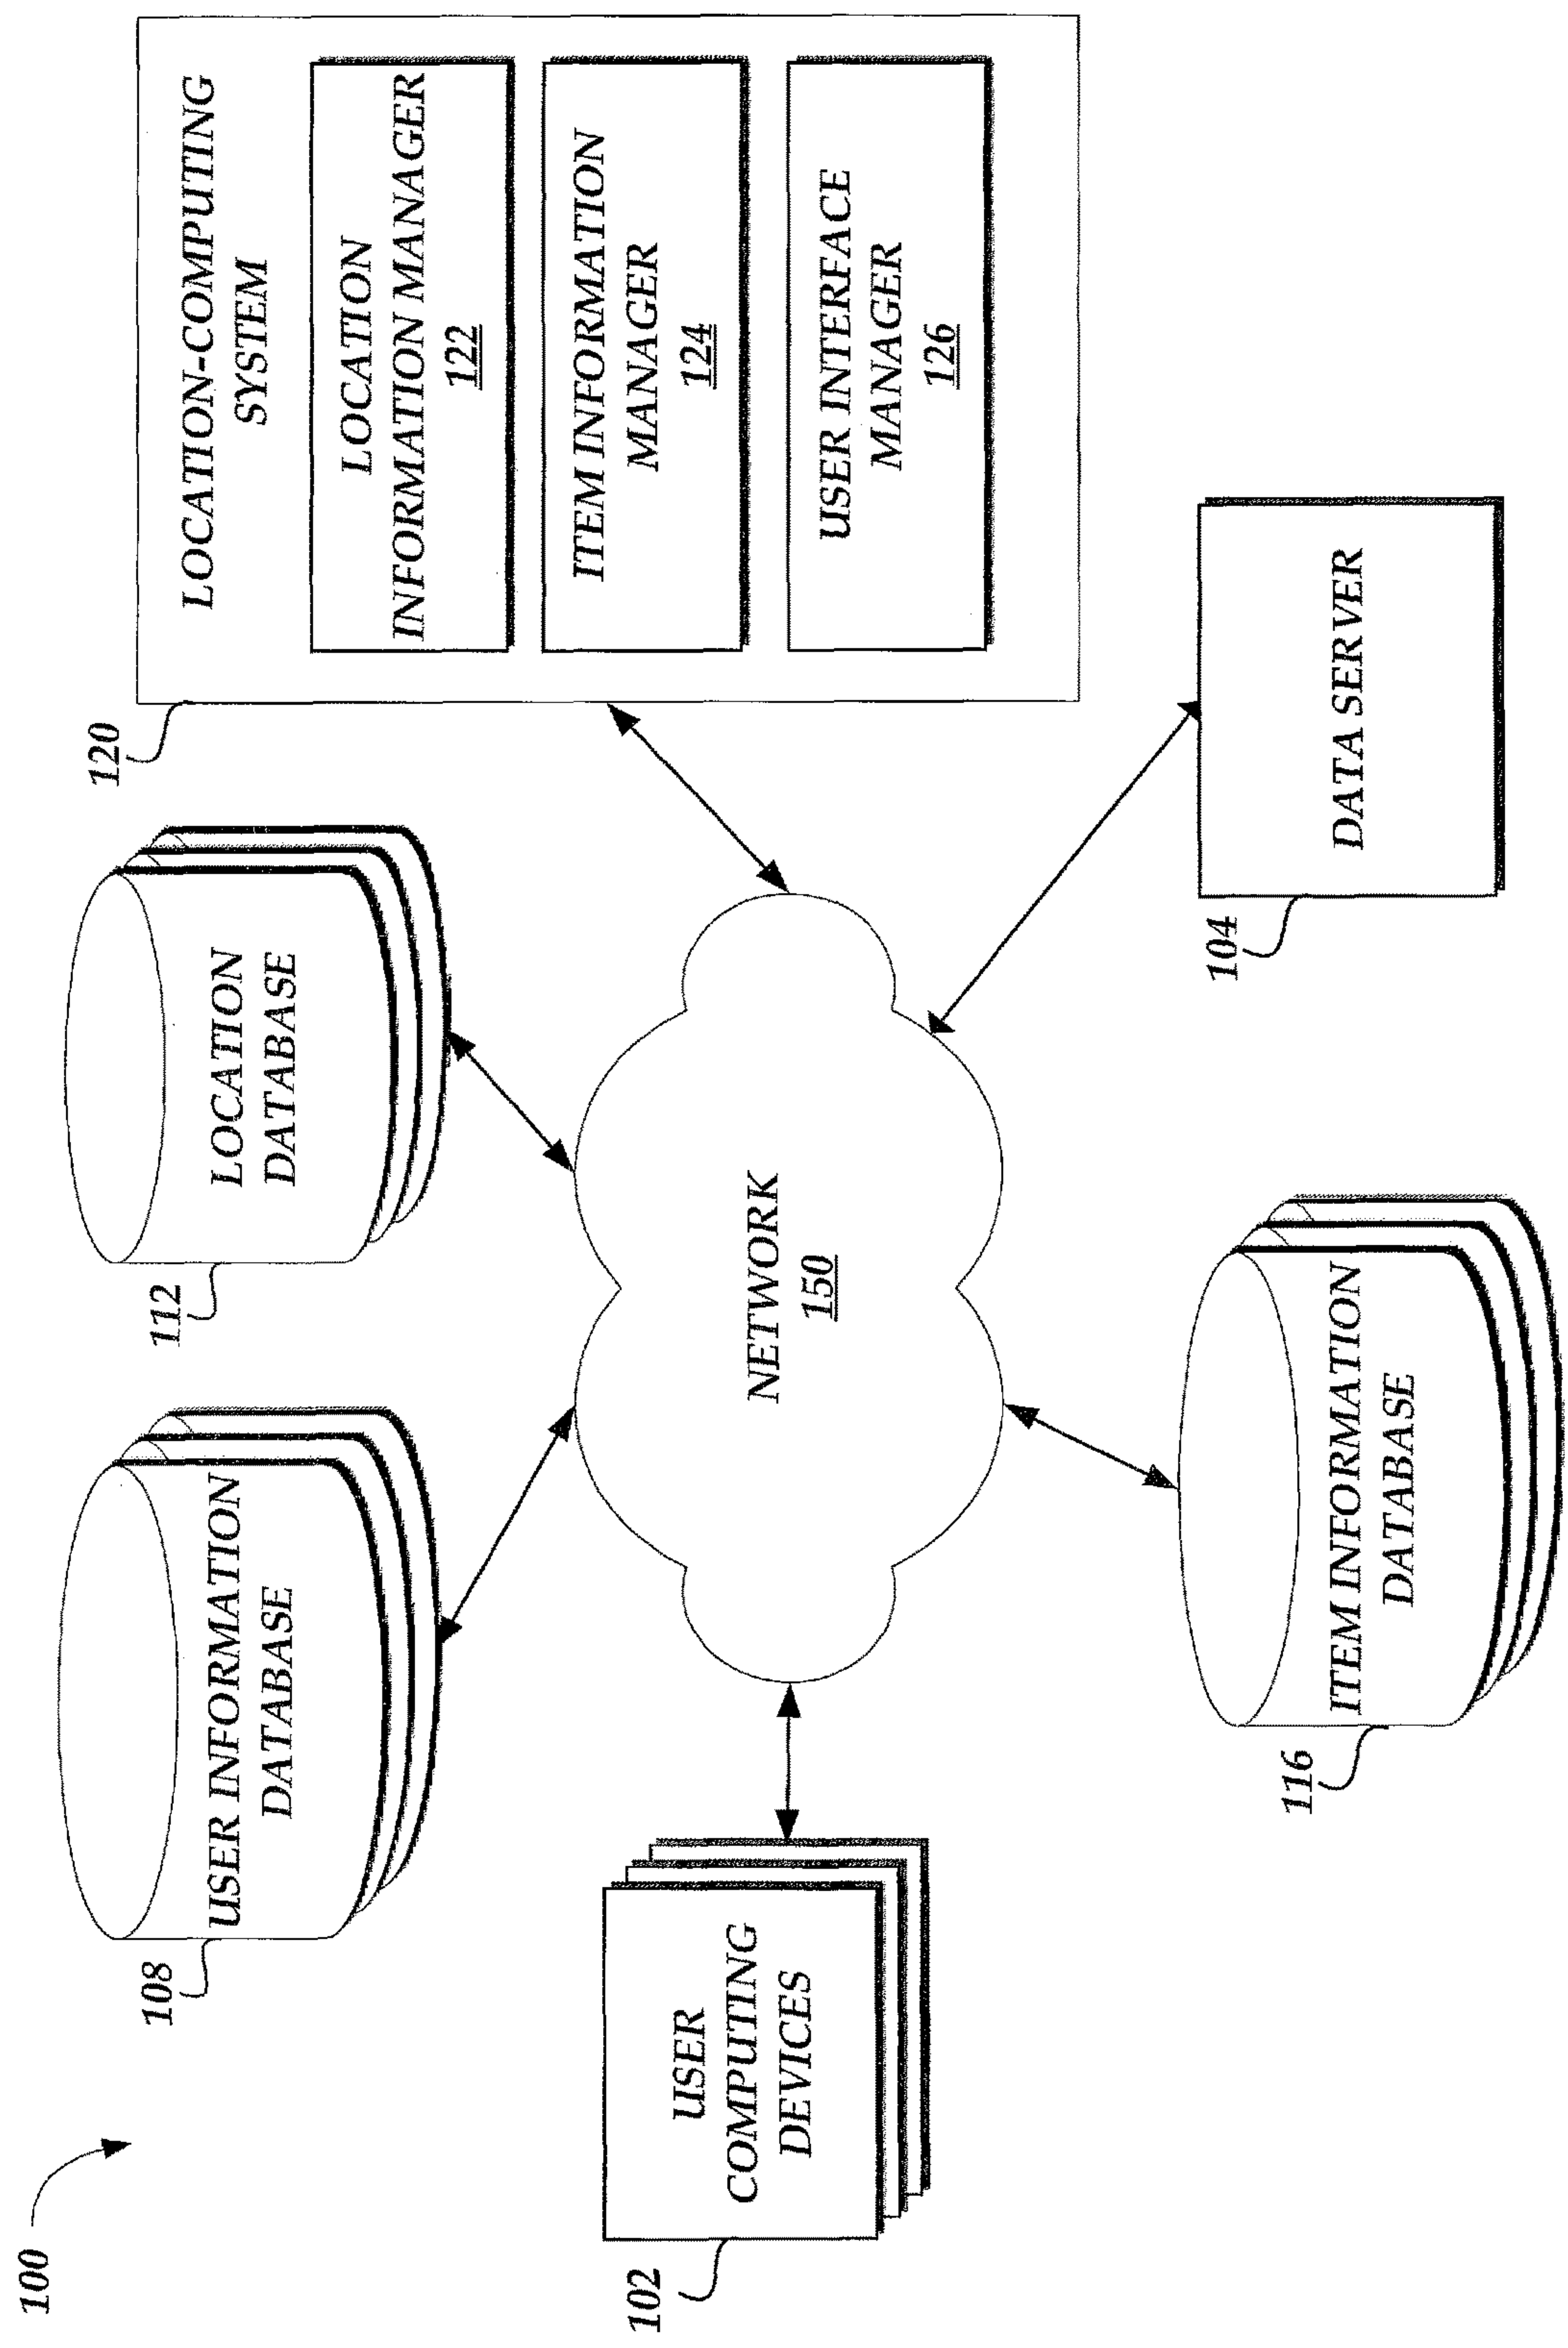 100
108
USER INFORMATION
DATABASE
112
LOCATION
DATABASE
120
LOCATION-COMPUTING
SYSTEM
LOCATION
INFORMATION MANAGER
122
ITEM INFORMATION
MANAGER
124
USER INTERFACE
MANAGER
126
102
USER
COMPUTING
DEVICES
NETWORK
150
116
ITEM INFORMATION
DATABASE
104
DATA SERVER